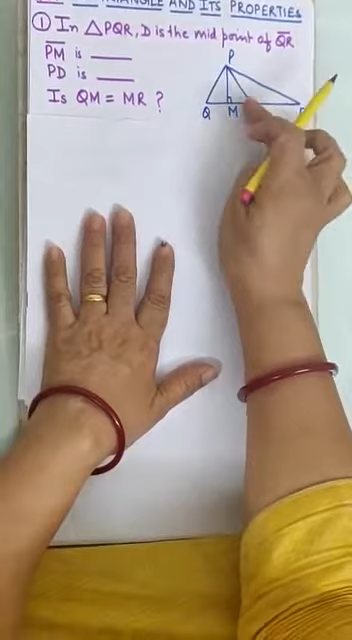 TRIANGLE AND ITS PROPERTIES
① In △PQR, D is the mid point of QR
PM is ____
PD is ____
Is QM = MR ?
P
Q M